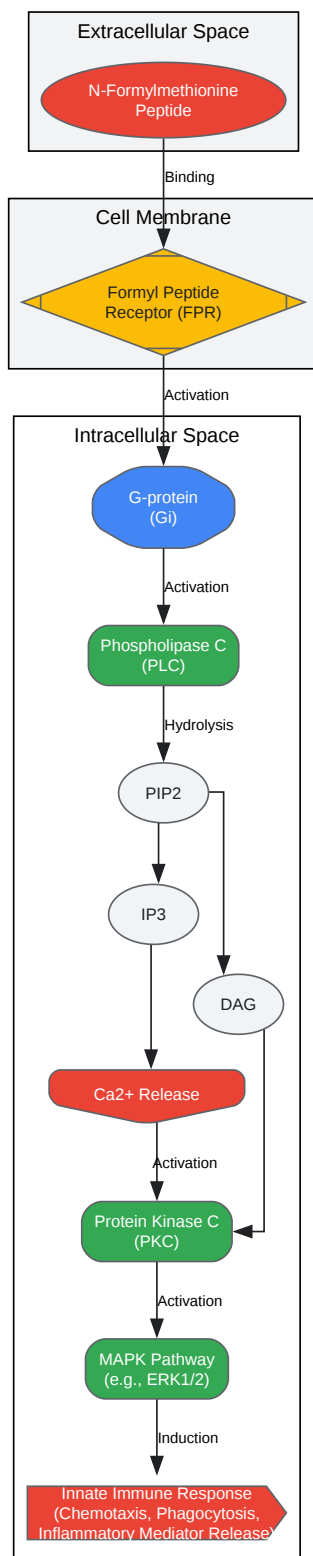 Extracellular Space
N-Formylmethionine
Peptide
Binding
Cell Membrane
Formyl Peptide
Receptor (FPR)
Activation
Intracellular Space
G-protein
(Gi)
Activation
Phospholipase C
(PLC)
Hydrolysis
PIP2
IP3
DAG
Ca2+ Release
Activation
Protein Kinase C
(PKC)
Activation
MAPK Pathway
(e.g., ERK1/2)
Induction
Innate Immune Response
(Chemotaxis, Phagocytosis,
Inflammatory Mediator Release)